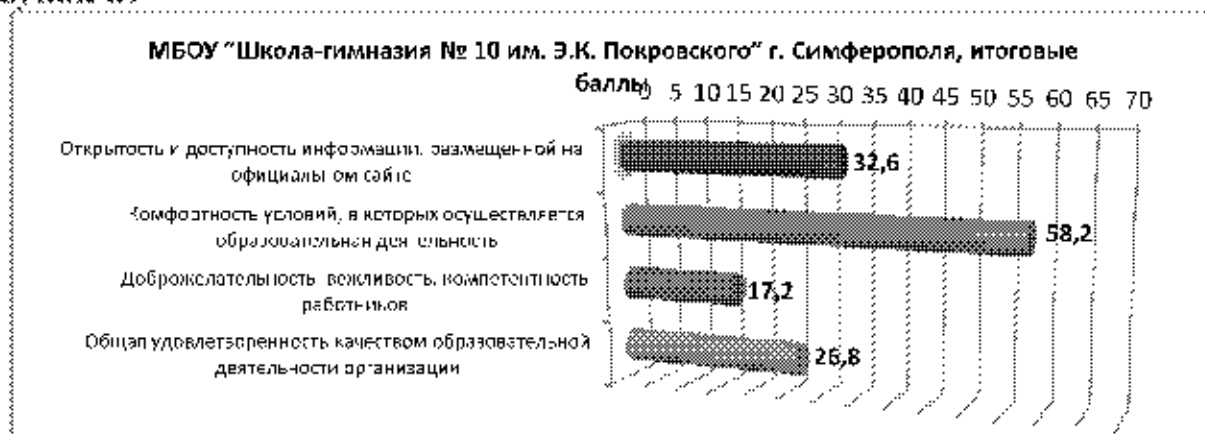 МБОУ "Школа-гимназия № 10 им. Э.К. Покровского" г. Симферополя, итоговые
баллы
0 5 10 15 20 25 30 35 40 45 50 55 60 65 70
Открытость и доступность информации, размещенной на
официальном сайте
32,6
Комфортность условий, в которых осуществляется
образовательная деятельность
58,2
Доброжелательность, вежливость, компетентность
работников
17,2
Общая удовлетворенность качеством образовательной
деятельности организации
26,8